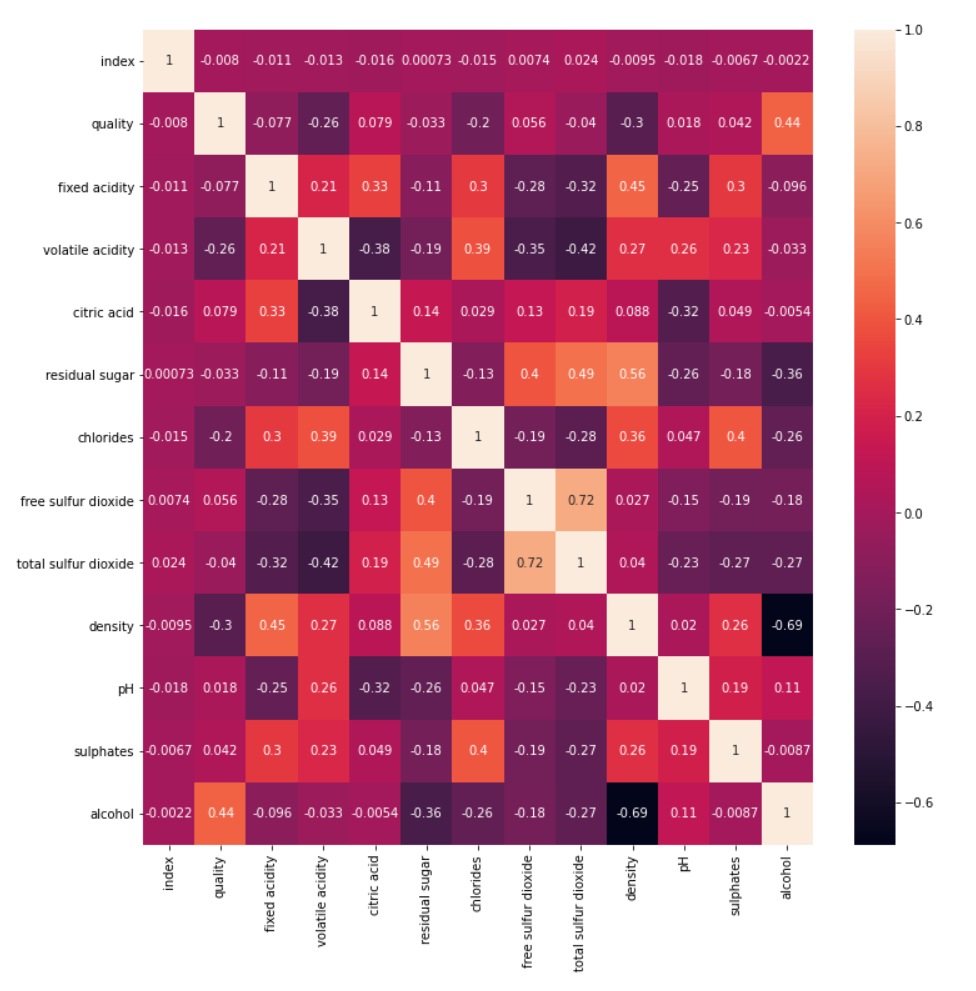 index 1 -0.008 -0.011 -0.013 -0.016 0.00073 -0.015 0.0074 0.024 -0.0095 -0.018 -0.0067 -0.0022
quality -0.008 1 -0.077 -0.26 0.079 -0.033 -0.2 0.056 -0.04 -0.3 0.018 0.042 0.44
fixed acidity -0.011 -0.077 1 0.21 0.33 -0.11 0.3 -0.28 -0.32 0.45 -0.25 0.3 -0.096
volatile acidity -0.013 -0.26 0.21 1 -0.38 -0.19 0.39 -0.35 -0.42 0.27 0.26 0.23 -0.033
citric acid -0.016 0.079 0.33 -0.38 1 0.14 0.029 0.13 0.19 0.088 -0.32 0.049 -0.0054
residual sugar 0.00073 -0.033 -0.11 -0.19 0.14 1 -0.13 0.4 0.49 0.56 -0.26 -0.18 -0.36
chlorides -0.015 -0.2 0.3 0.39 0.029 -0.13 1 -0.19 -0.28 0.36 0.047 0.4 -0.26
free sulfur dioxide 0.0074 0.056 -0.28 -0.35 0.13 0.4 -0.19 1 0.72 0.027 -0.15 -0.19 -0.18
total sulfur dioxide 0.024 -0.04 -0.32 -0.42 0.19 0.49 -0.28 0.72 1 0.04 -0.23 -0.27 -0.27
density -0.0095 -0.3 0.45 0.27 0.088 0.56 0.36 0.027 0.04 1 0.02 0.26 -0.69
pH -0.018 0.018 -0.25 0.26 -0.32 -0.26 0.047 -0.15 -0.23 0.02 1 0.19 0.11
sulphates -0.0067 0.042 0.3 0.23 0.049 -0.18 0.4 -0.19 -0.27 0.26 0.19 1 -0.0087
alcohol -0.0022 0.44 -0.096 -0.033 -0.0054 -0.36 -0.26 -0.18 -0.27 -0.69 0.11 -0.0087 1
index
quality
fixed acidity
volatile acidity
citric acid
residual sugar
chlorides
free sulfur dioxide
total sulfur dioxide
density
pH
sulphates
alcohol
1.0
0.8
0.6
0.4
0.2
0.0
−0.2
−0.4
−0.6